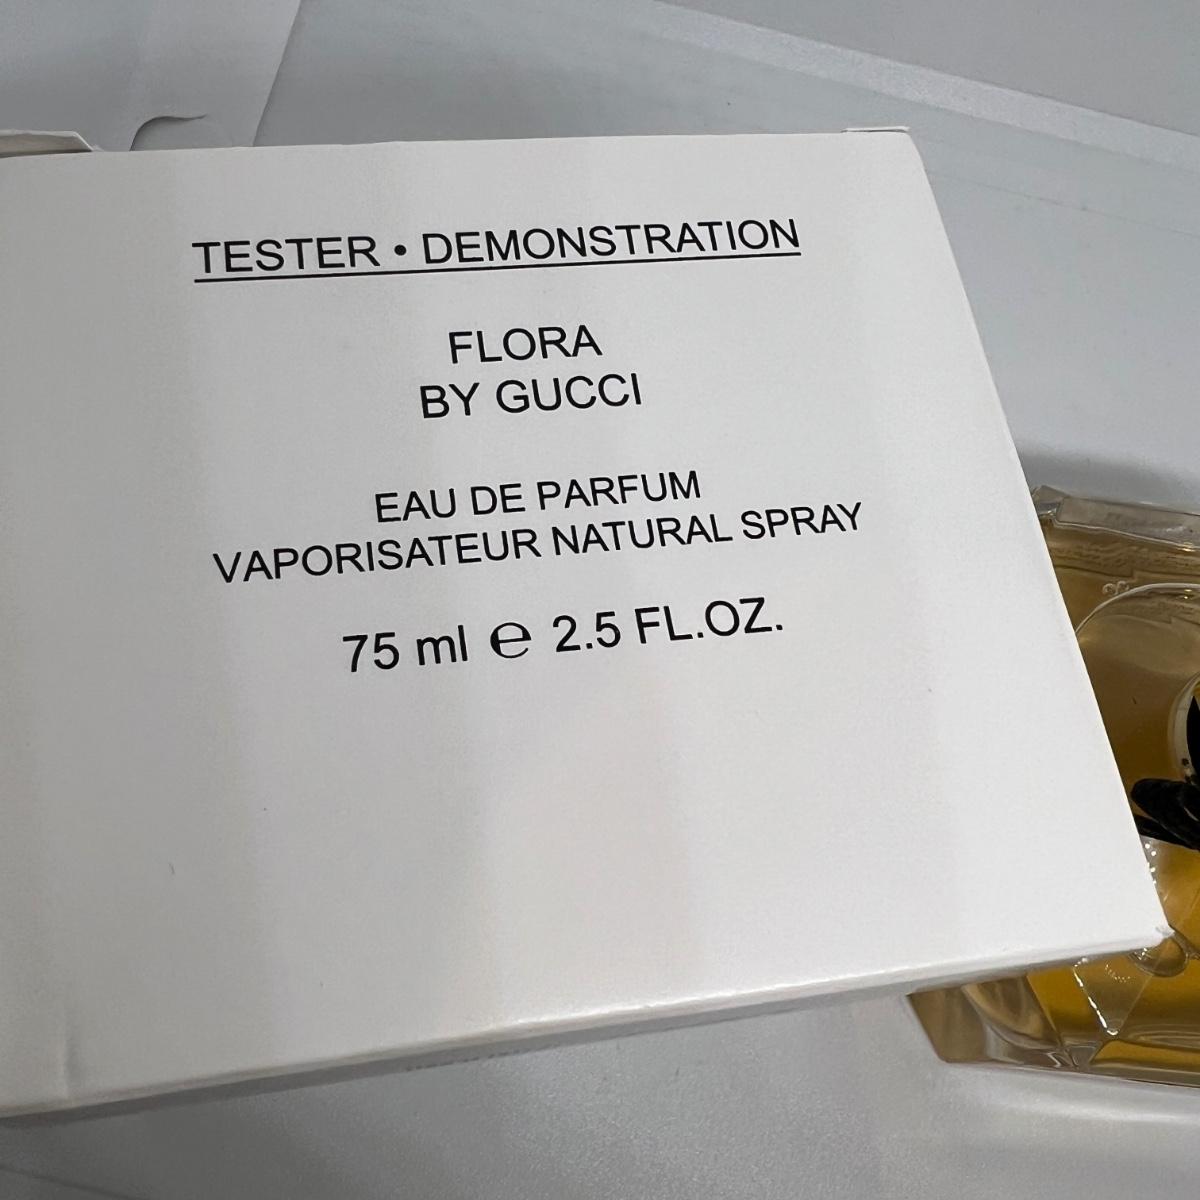 TESTER • DEMONSTRATION
FLORA
BY GUCCI
EAU DE PARFUM
VAPORISATEUR NATURAL SPRAY
75 ml ℮ 2.5 FL.OZ.